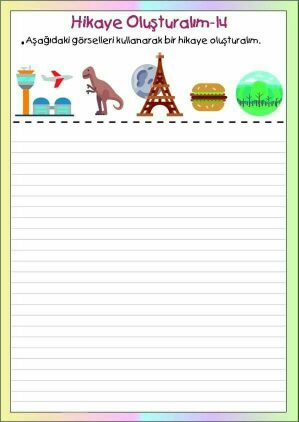 Hikaye Oluşturalım-14
Aşağıdaki görselleri kullanarak bir hikaye oluşturalım.